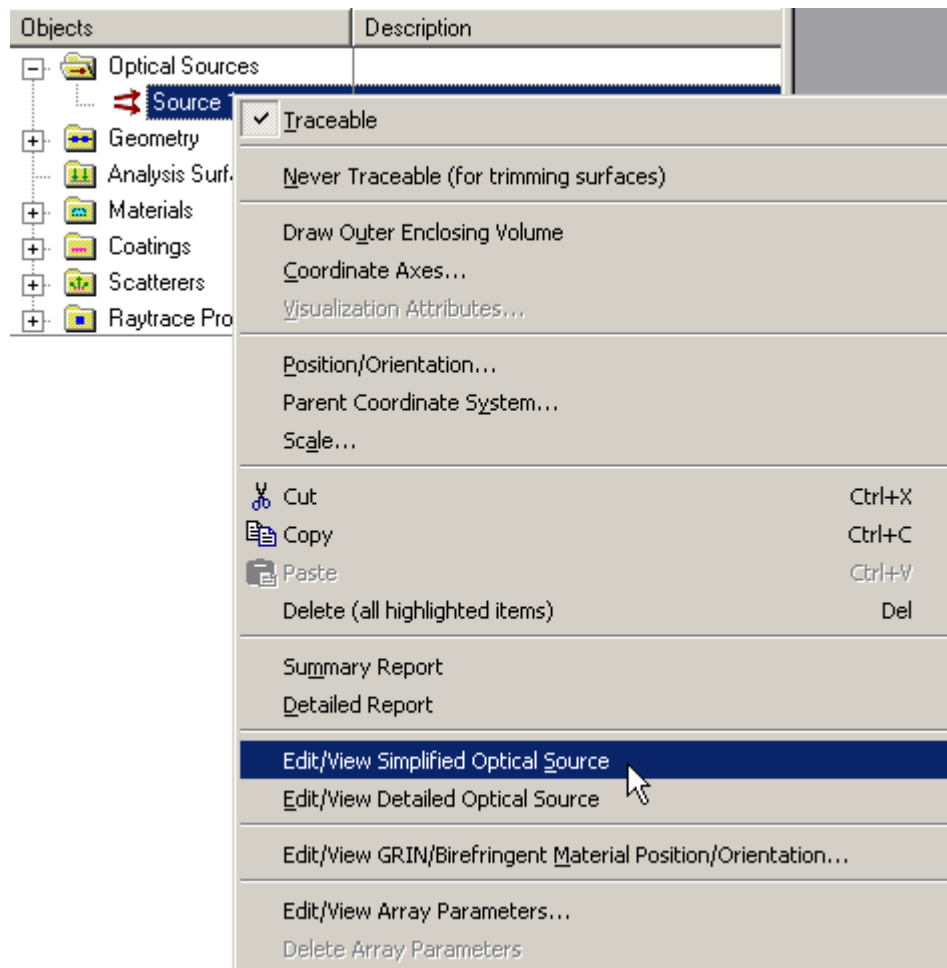 Objects Description
Optical Sources
Source
Traceable
Geometry
Analysis Surf
Never Traceable (for trimming surfaces)
Materials
Draw Outer Enclosing Volume
Coatings
Coordinate Axes...
Scatterers
Visualization Attributes...
Raytrace Pro
Position/Orientation...
Parent Coordinate System...
Scale...
Cut Ctrl+X
Copy Ctrl+C
Paste Ctrl+V
Delete (all highlighted items) Del
Summary Report
Detailed Report
Edit/View Simplified Optical Source
Edit/View Detailed Optical Source
Edit/View GRIN/Birefringent Material Position/Orientation...
Edit/View Array Parameters...
Delete Array Parameters